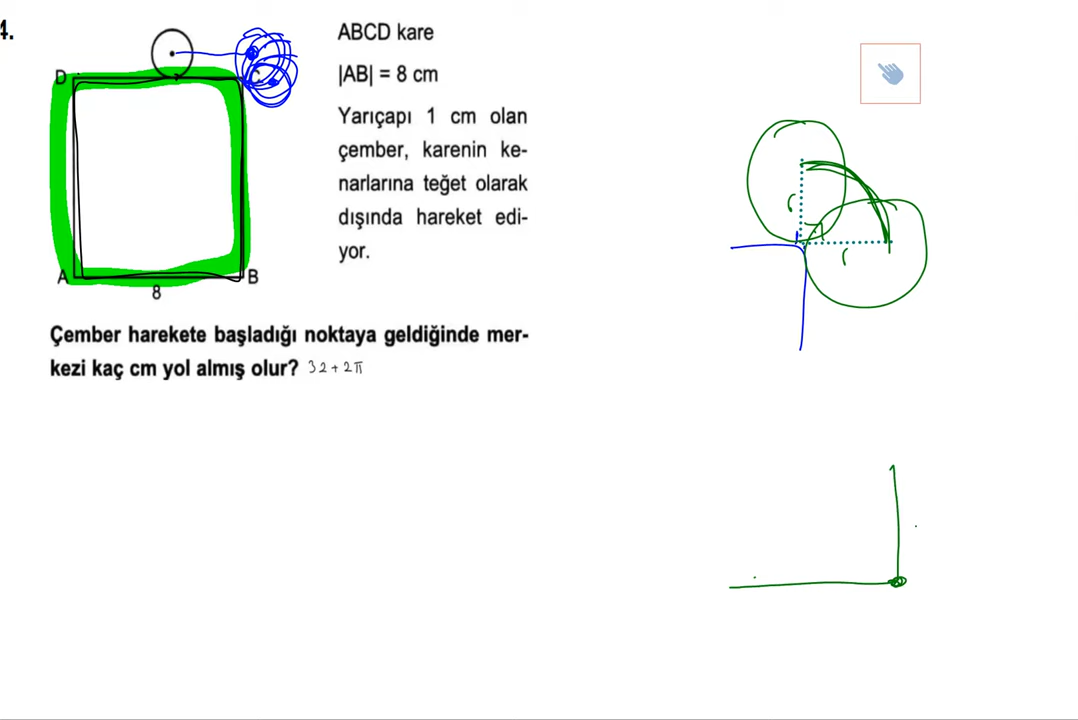 4.
D
C
A
B
8
ABCD kare
|AB| = 8 cm
Yarıçapı 1 cm olan
çember, karenin ke-
narlarına teğet olarak
dışında hareket edi-
yor.
Çember harekete başladığı noktaya geldiğinde mer-
kezi kaç cm yol almış olur? 32+2π